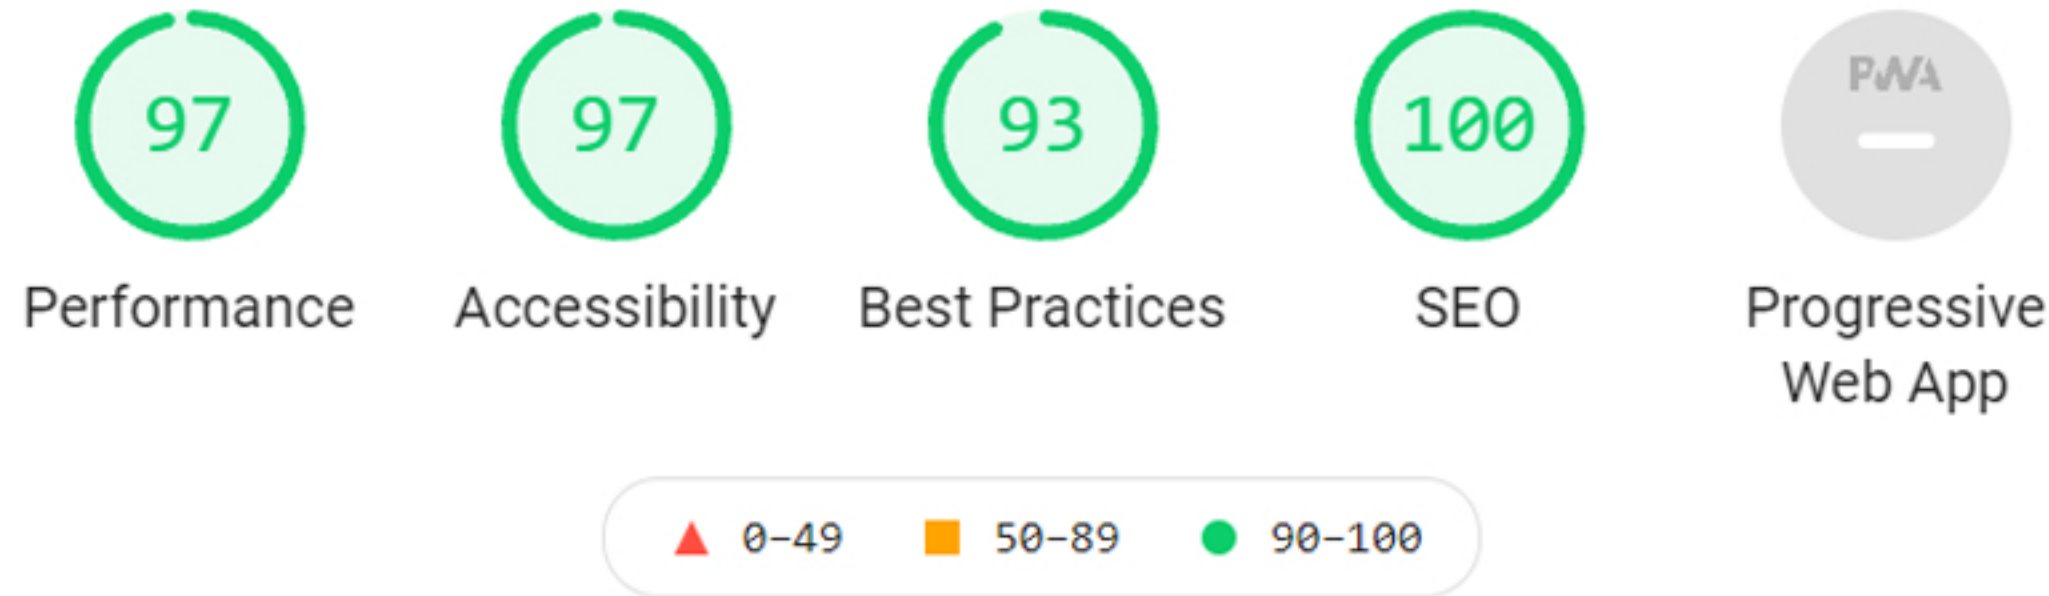 97 97 93 100 PWA
Performance Accessibility Best Practices SEO Progressive
Web App
0–49 50–89 90–100